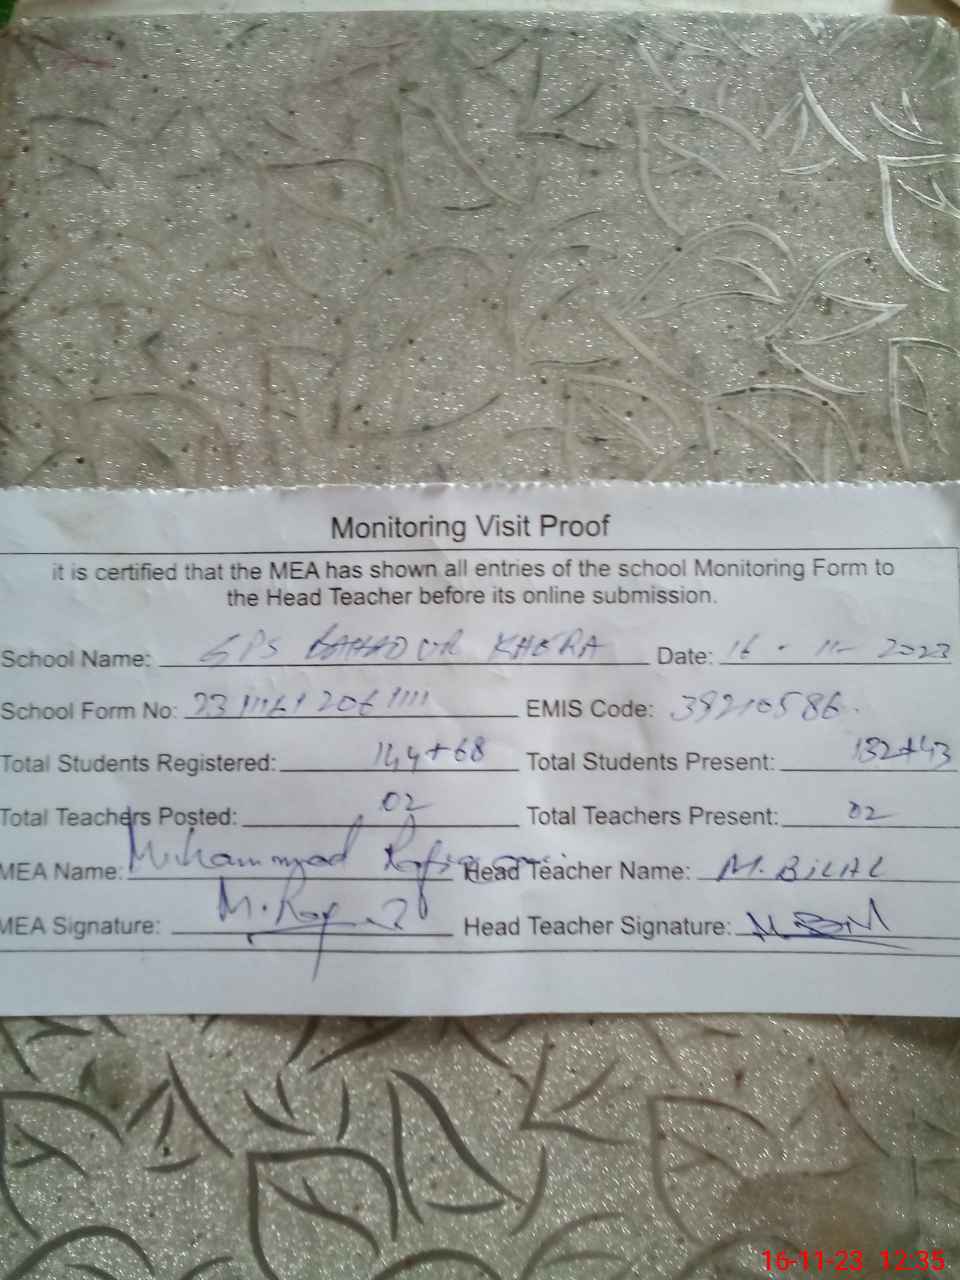 Monitoring Visit Proof
it is certified that the MEA has shown all entries of the school Monitoring Form to
the Head Teacher before its online submission.
School Name: GPS BAHADUR KHERA Date: 16 - 11- 2023
School Form No: EMIS Code: 39210586.
Total Students Registered: 144+68 Total Students Present: 132+43
Total Teachers Posted: 02 Total Teachers Present: 02
MEA Name: Muhammad Head Teacher Name: M. BILAL
MEA Signature: Head Teacher Signature:
16-11-23 12:35